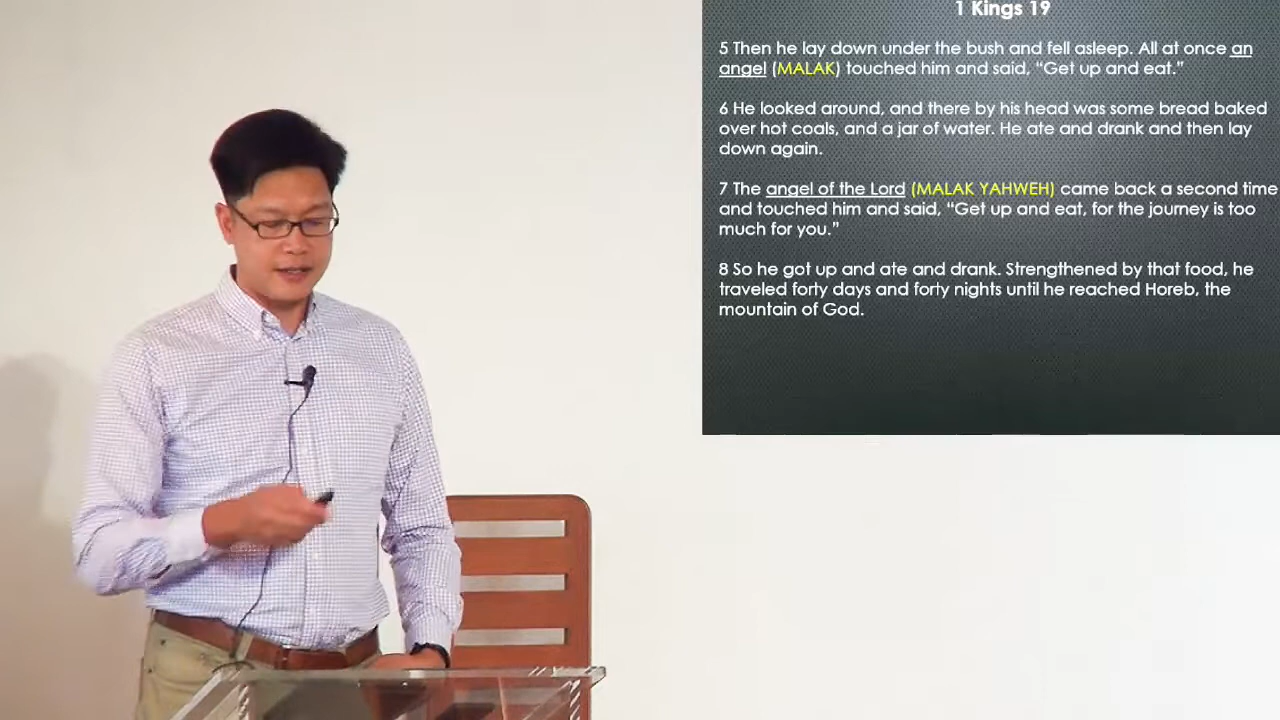 1 Kings 19
5 Then he lay down under the bush and fell asleep. All at once an
angel (MALAK) touched him and said, “Get up and eat.”
6 He looked around, and there by his head was some bread baked
over hot coals, and a jar of water. He ate and drank and then lay
down again.
7 The angel of the Lord (MALAK YAHWEH) came back a second time
and touched him and said, “Get up and eat, for the journey is too
much for you.”
8 So he got up and ate and drank. Strengthened by that food, he
traveled forty days and forty nights until he reached Horeb, the
mountain of God.